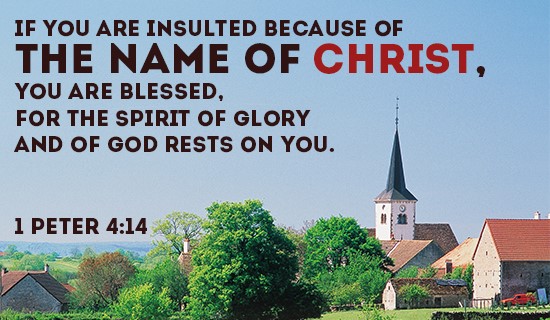 IF YOU ARE INSULTED BECAUSE OF
THE NAME OF CHRIST,
YOU ARE BLESSED,
FOR THE SPIRIT OF GLORY
AND OF GOD RESTS ON YOU.
1 PETER 4:14